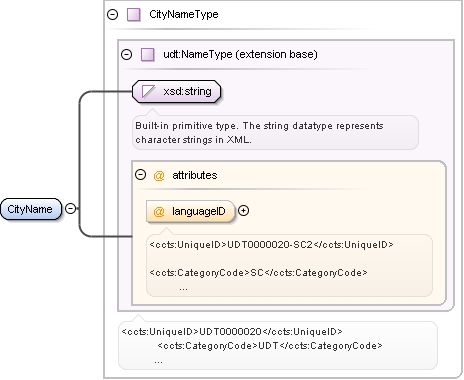 CityNameType
udt:NameType (extension base)
xsd:string
Built-in primitive type. The string datatype represents
character strings in XML.
@ attributes
CityName
@ languageID
<ccts:UniqueID>UDT0000020-SC2</ccts:UniqueID>
<ccts:CategoryCode>SC</ccts:CategoryCode>
...
<ccts:UniqueID>UDT0000020</ccts:UniqueID>
<ccts:CategoryCode>UDT</ccts:CategoryCode>
...